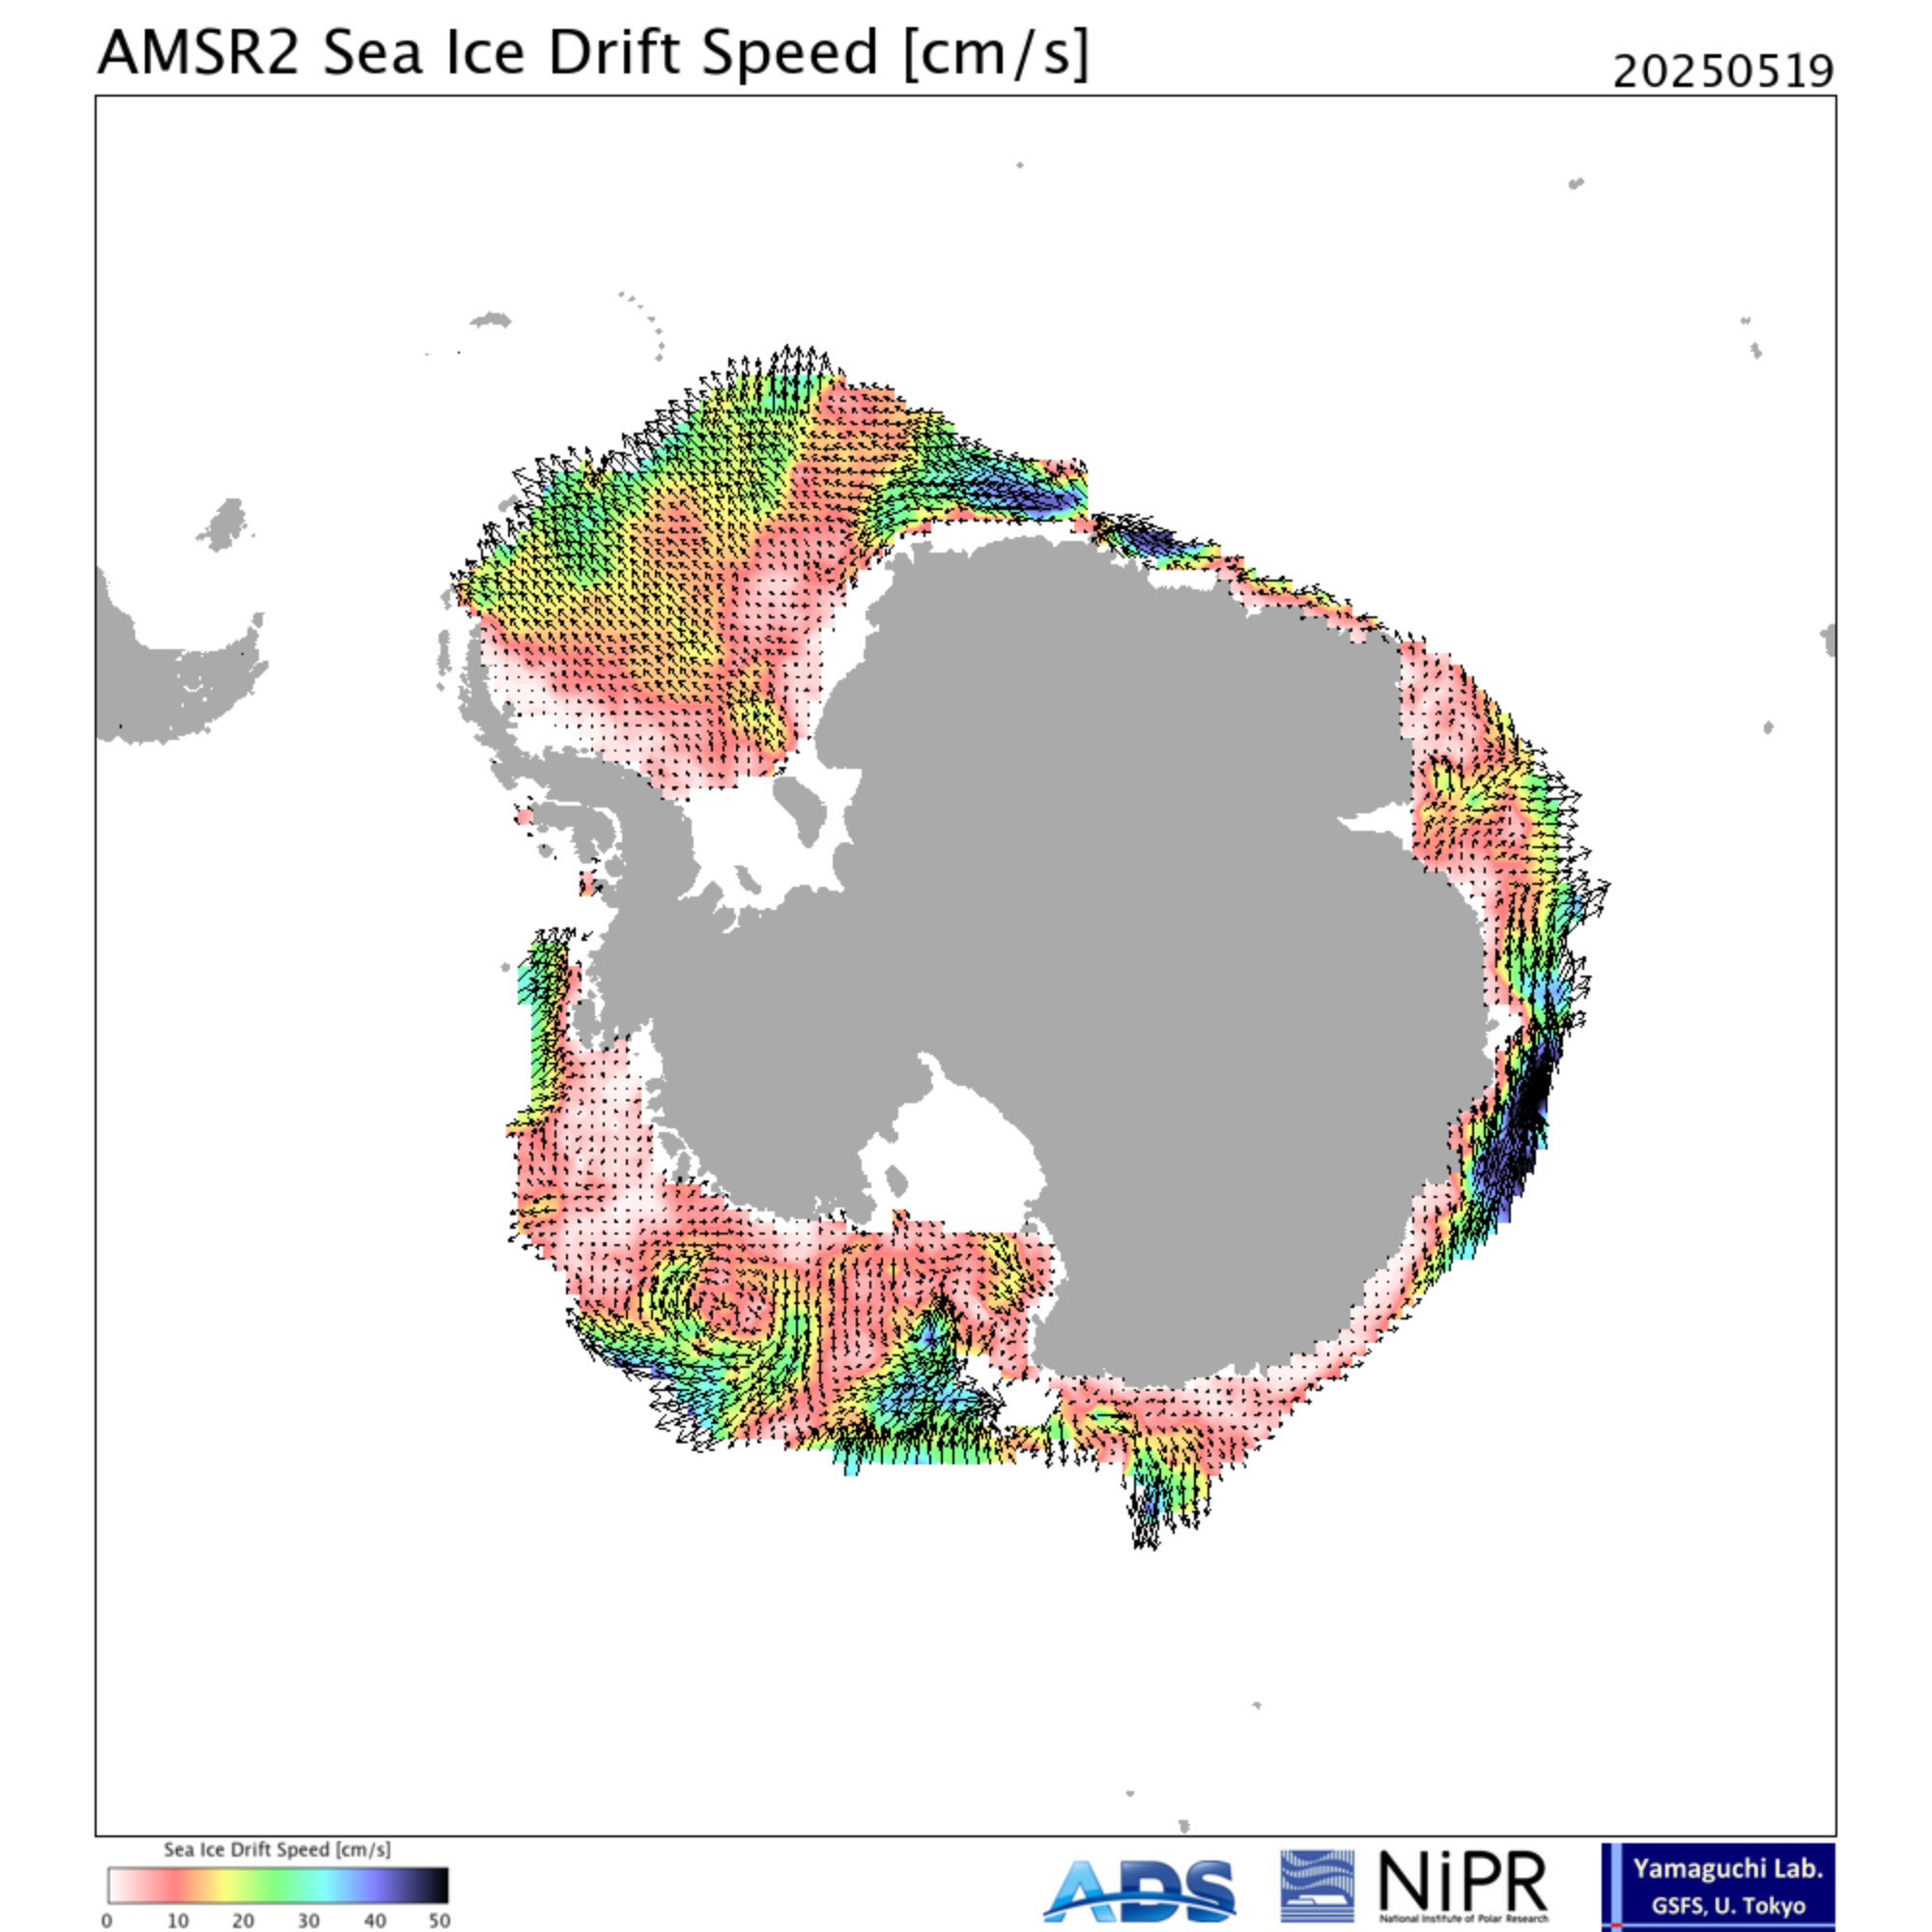 AMSR2 Sea Ice Drift Speed [cm/s]
20250519
Sea Ice Drift Speed [cm/s]
0 10 20 30 40 50
ADS
NiPR
National Institute of Polar Research
Yamaguchi Lab.
GSFS, U. Tokyo